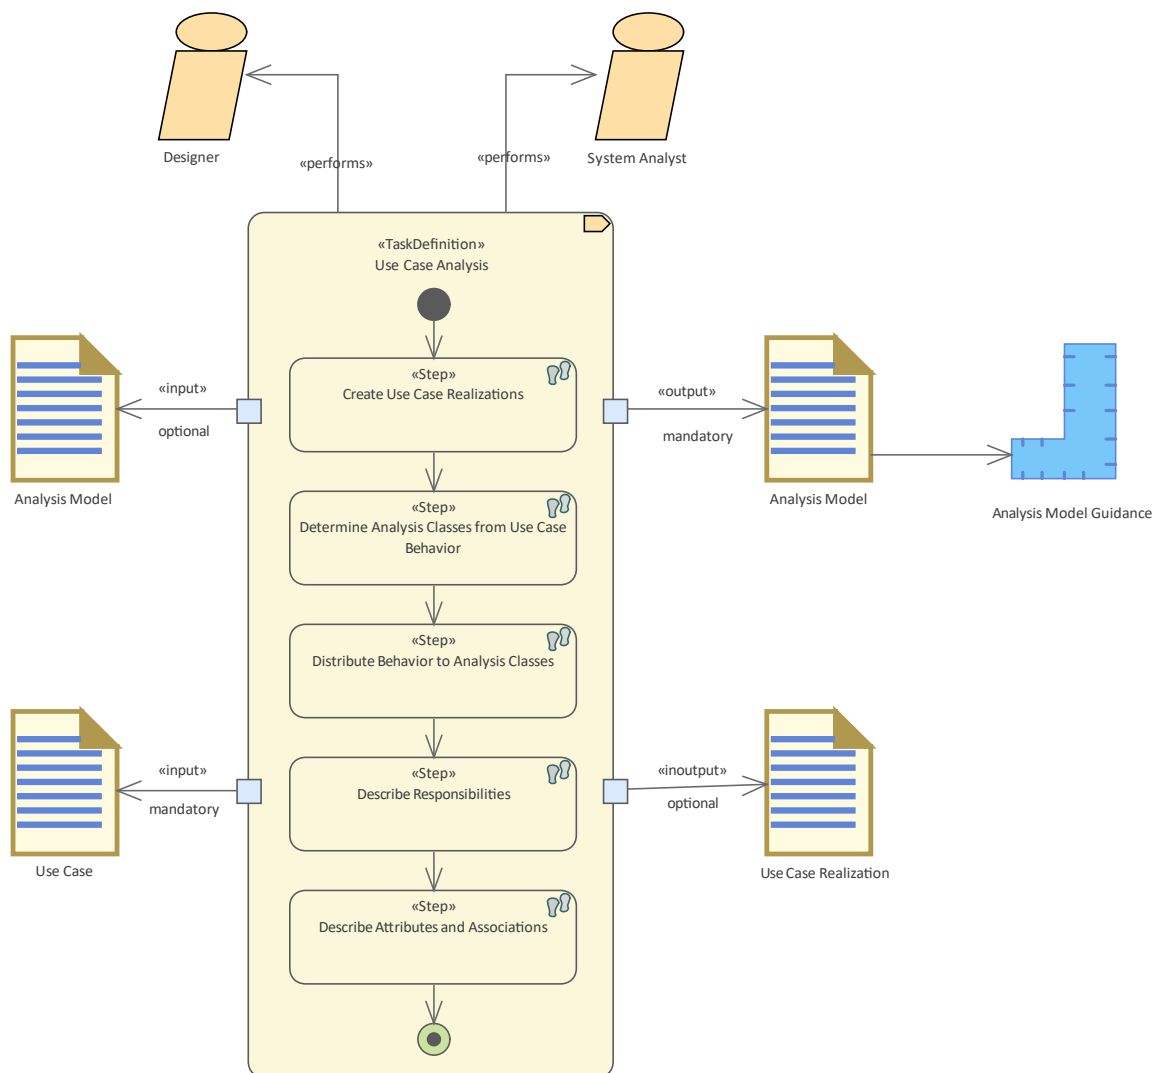 Designer
System Analyst
«performs»
«performs»
«TaskDefinition»
Use Case Analysis
«Step»
Create Use Case Realizations
«input»
optional
Analysis Model
«output»
mandatory
Analysis Model
Analysis Model Guidance
«Step»
Determine Analysis Classes from Use Case
Behavior
«Step»
Distribute Behavior to Analysis Classes
«Step»
Describe Responsibilities
«input»
mandatory
Use Case
«inoutput»
optional
Use Case Realization
«Step»
Describe Attributes and Associations